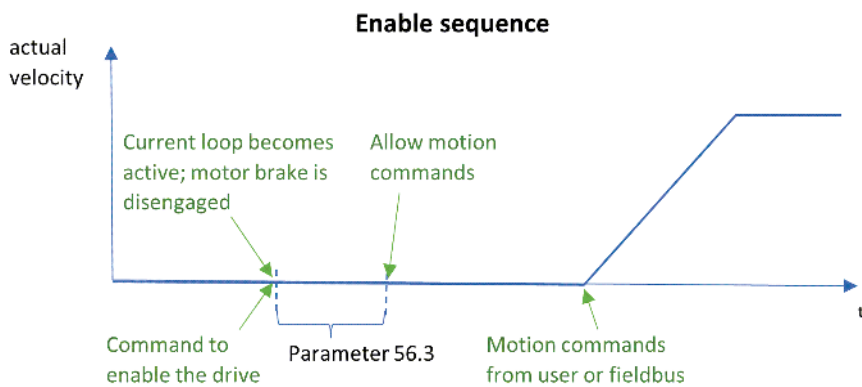 Enable sequence
actual
velocity
Current loop becomes
active; motor brake is
disengaged
Allow motion
commands
t
Command to
enable the drive
Parameter 56.3
Motion commands
from user or fieldbus